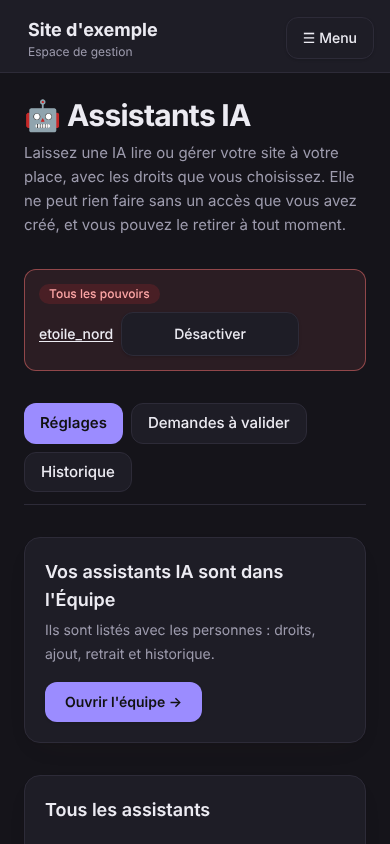 Site d'exemple
Espace de gestion
☰ Menu
🤖 Assistants IA
Laissez une IA lire ou gérer votre site à votre
place, avec les droits que vous choisissez. Elle
ne peut rien faire sans un accès que vous avez
créé, et vous pouvez le retirer à tout moment.
Tous les pouvoirs
etoile_nord
Désactiver
Réglages
Demandes à valider
Historique
Vos assistants IA sont dans
l'Équipe
Ils sont listés avec les personnes : droits,
ajout, retrait et historique.
Ouvrir l'équipe →
Tous les assistants